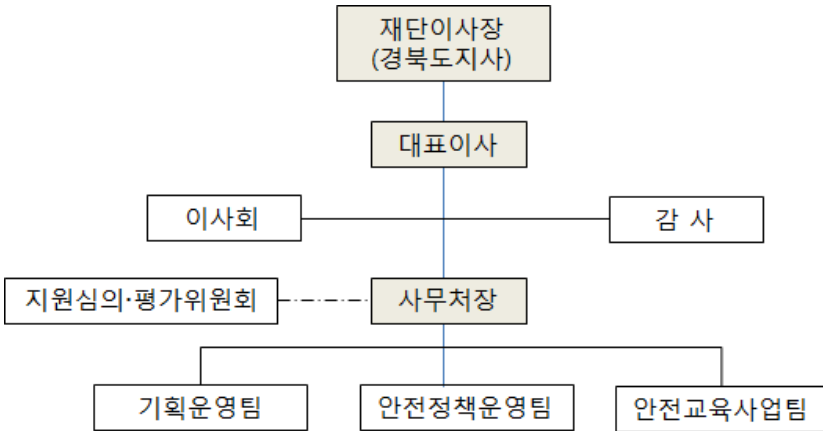 재단이사장
(경북도지사)
대표이사
이사회
감 사
지원심의·평가위원회
사무처장
기획운영팀
안전정책운영팀
안전교육사업팀